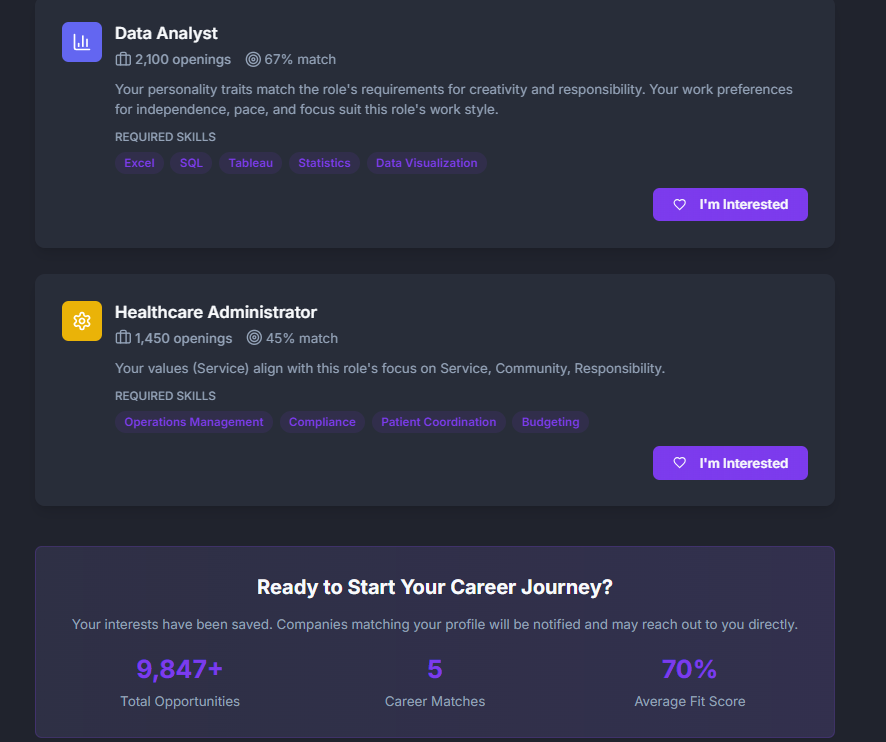 Data Analyst
2,100 openings 67% match
Your personality traits match the role's requirements for creativity and responsibility. Your work preferences
for independence, pace, and focus suit this role's work style.
REQUIRED SKILLS
Excel SQL Tableau Statistics Data Visualization
I'm Interested
Healthcare Administrator
1,450 openings 45% match
Your values (Service) align with this role's focus on Service, Community, Responsibility.
REQUIRED SKILLS
Operations Management Compliance Patient Coordination Budgeting
I'm Interested
Ready to Start Your Career Journey?
Your interests have been saved. Companies matching your profile will be notified and may reach out to you directly.
9,847+ 5 70%
Total Opportunities Career Matches Average Fit Score